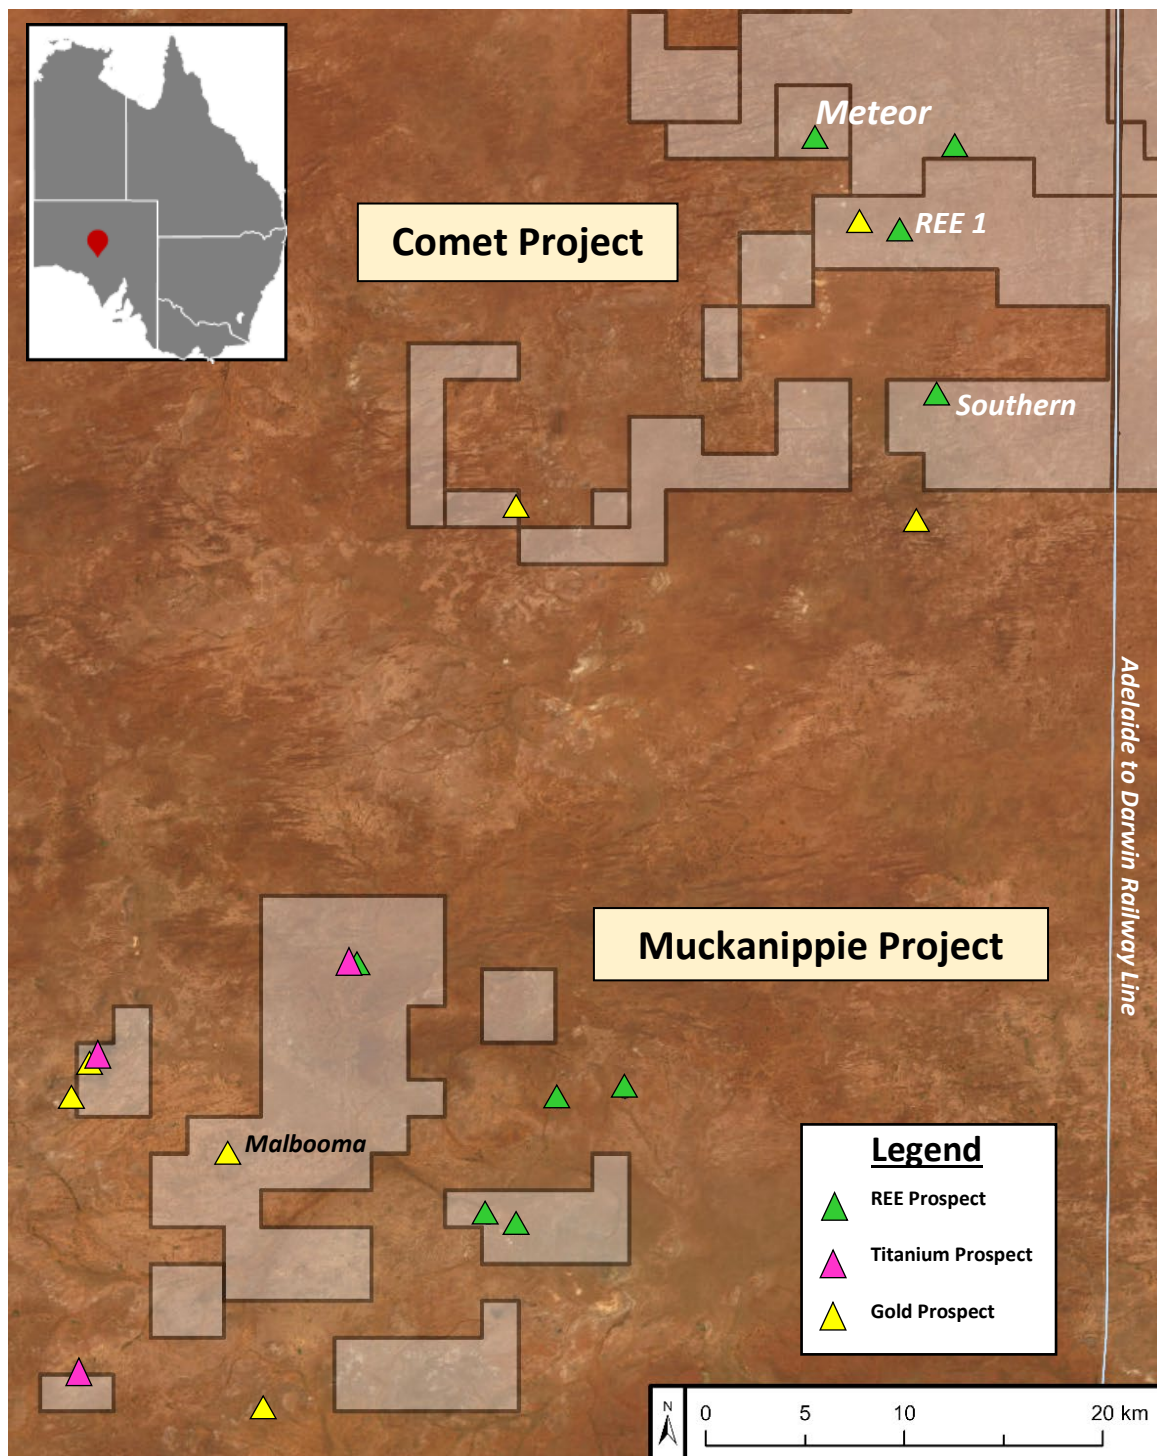 Meteor
Comet Project
REE 1
Southern
Adelaide to Darwin Railway Line
Muckanippie Project
Malbooma
Legend
REE Prospect
Titanium Prospect
Gold Prospect
N
0 5 10 20 km